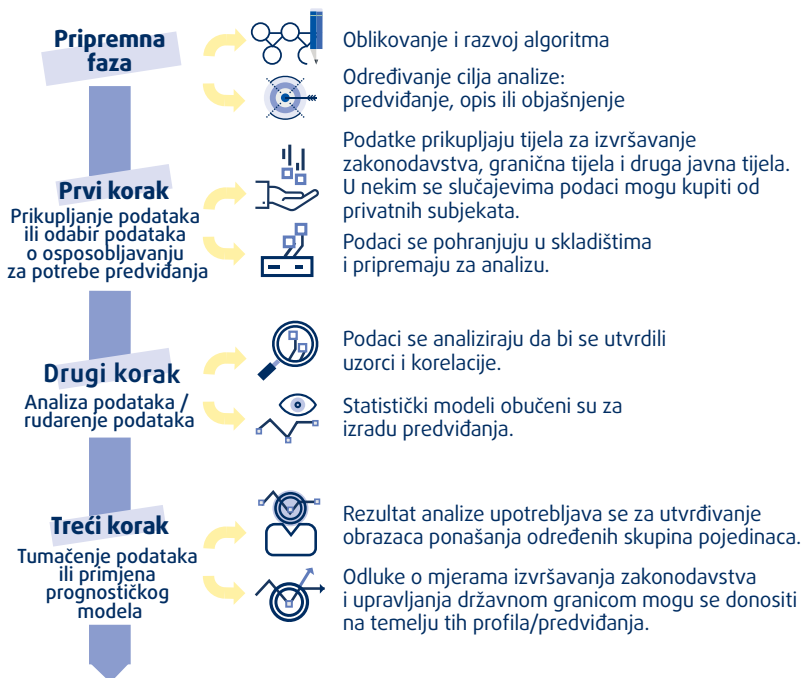 Pripremna
faza
Oblikovanje i razvoj algoritma
Određivanje cilja analize:
predviđanje, opis ili objašnjenje
Prvi korak
Prikupljanje podataka
ili odabir podataka
o osposobljavanju
za potrebe predviđanja
Podatke prikupljaju tijela za izvršavanje
zakonodavstva, granična tijela i druga javna tijela.
U nekim se slučajevima podaci mogu kupiti od
privatnih subjekata.
Podaci se pohranjuju u skladištima
i pripremaju za analizu.
Drugi korak
Analiza podataka /
rudarenje podataka
Podaci se analiziraju da bi se utvrdili
uzorci i korelacije.
Statistički modeli obučeni su za
izradu predviđanja.
Treći korak
Tumačenje podataka
ili primjena
prognostičkog
modela
Rezultat analize upotrebljava se za utvrđivanje
obrazaca ponašanja određenih skupina pojedinaca.
Odluke o mjerama izvršavanja zakonodavstva
i upravljanja državnom granicom mogu se donositi
na temelju tih profila/predviđanja.